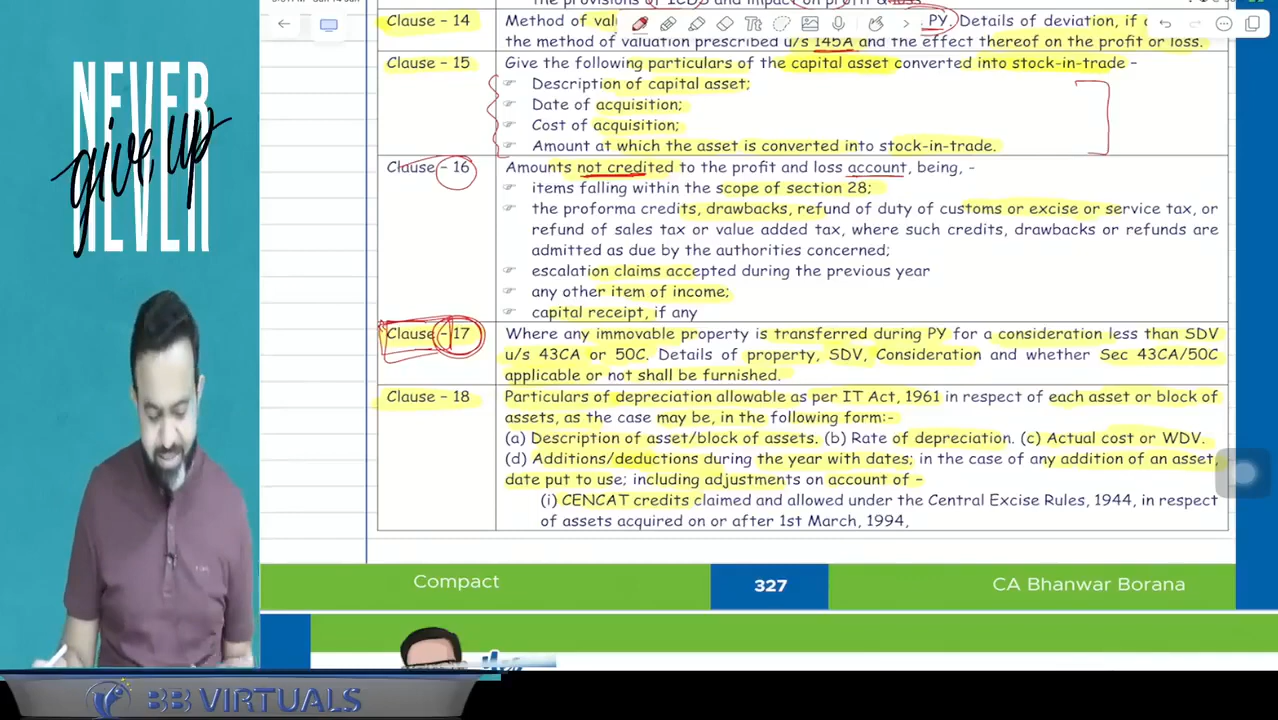 NEVER
give up
NEVER
The provisions of ICDS and impact on profit & loss
Clause - 14
Method of valu PY Details of deviation, if
the method of valuation prescribed u/s 145A and the effect thereof on the profit or loss.
Clause - 15
Give the following particulars of the capital asset converted into stock-in-trade –
☞ Description of capital asset;
☞ Date of acquisition;
☞ Cost of acquisition;
☞ Amount at which the asset is converted into stock-in-trade.
Clause - 16
Amounts not credited to the profit and loss account, being, -
☞ items falling within the scope of section 28;
☞ the proforma credits, drawbacks, refund of duty of customs or excise or service tax, or
refund of sales tax or value added tax, where such credits, drawbacks or refunds are
admitted as due by the authorities concerned;
☞ escalation claims accepted during the previous year
☞ any other item of income;
☞ capital receipt, if any
Clause - 17
Where any immovable property is transferred during PY for a consideration less than SDV
u/s 43CA or 50C. Details of property, SDV, Consideration and whether Sec 43CA/50C
applicable or not shall be furnished.
Clause - 18
Particulars of depreciation allowable as per IT Act, 1961 in respect of each asset or block of
assets, as the case may be, in the following form:-
(a) Description of asset/block of assets. (b) Rate of depreciation. (c) Actual cost or WDV.
(d) Additions/deductions during the year with dates; in the case of any addition of an asset,
date put to use; including adjustments on account of –
(i) CENCAT credits claimed and allowed under the Central Excise Rules, 1944, in respect
of assets acquired on or after 1st March, 1994,
Compact
327
CA Bhanwar Borana
BB VIRTUALS